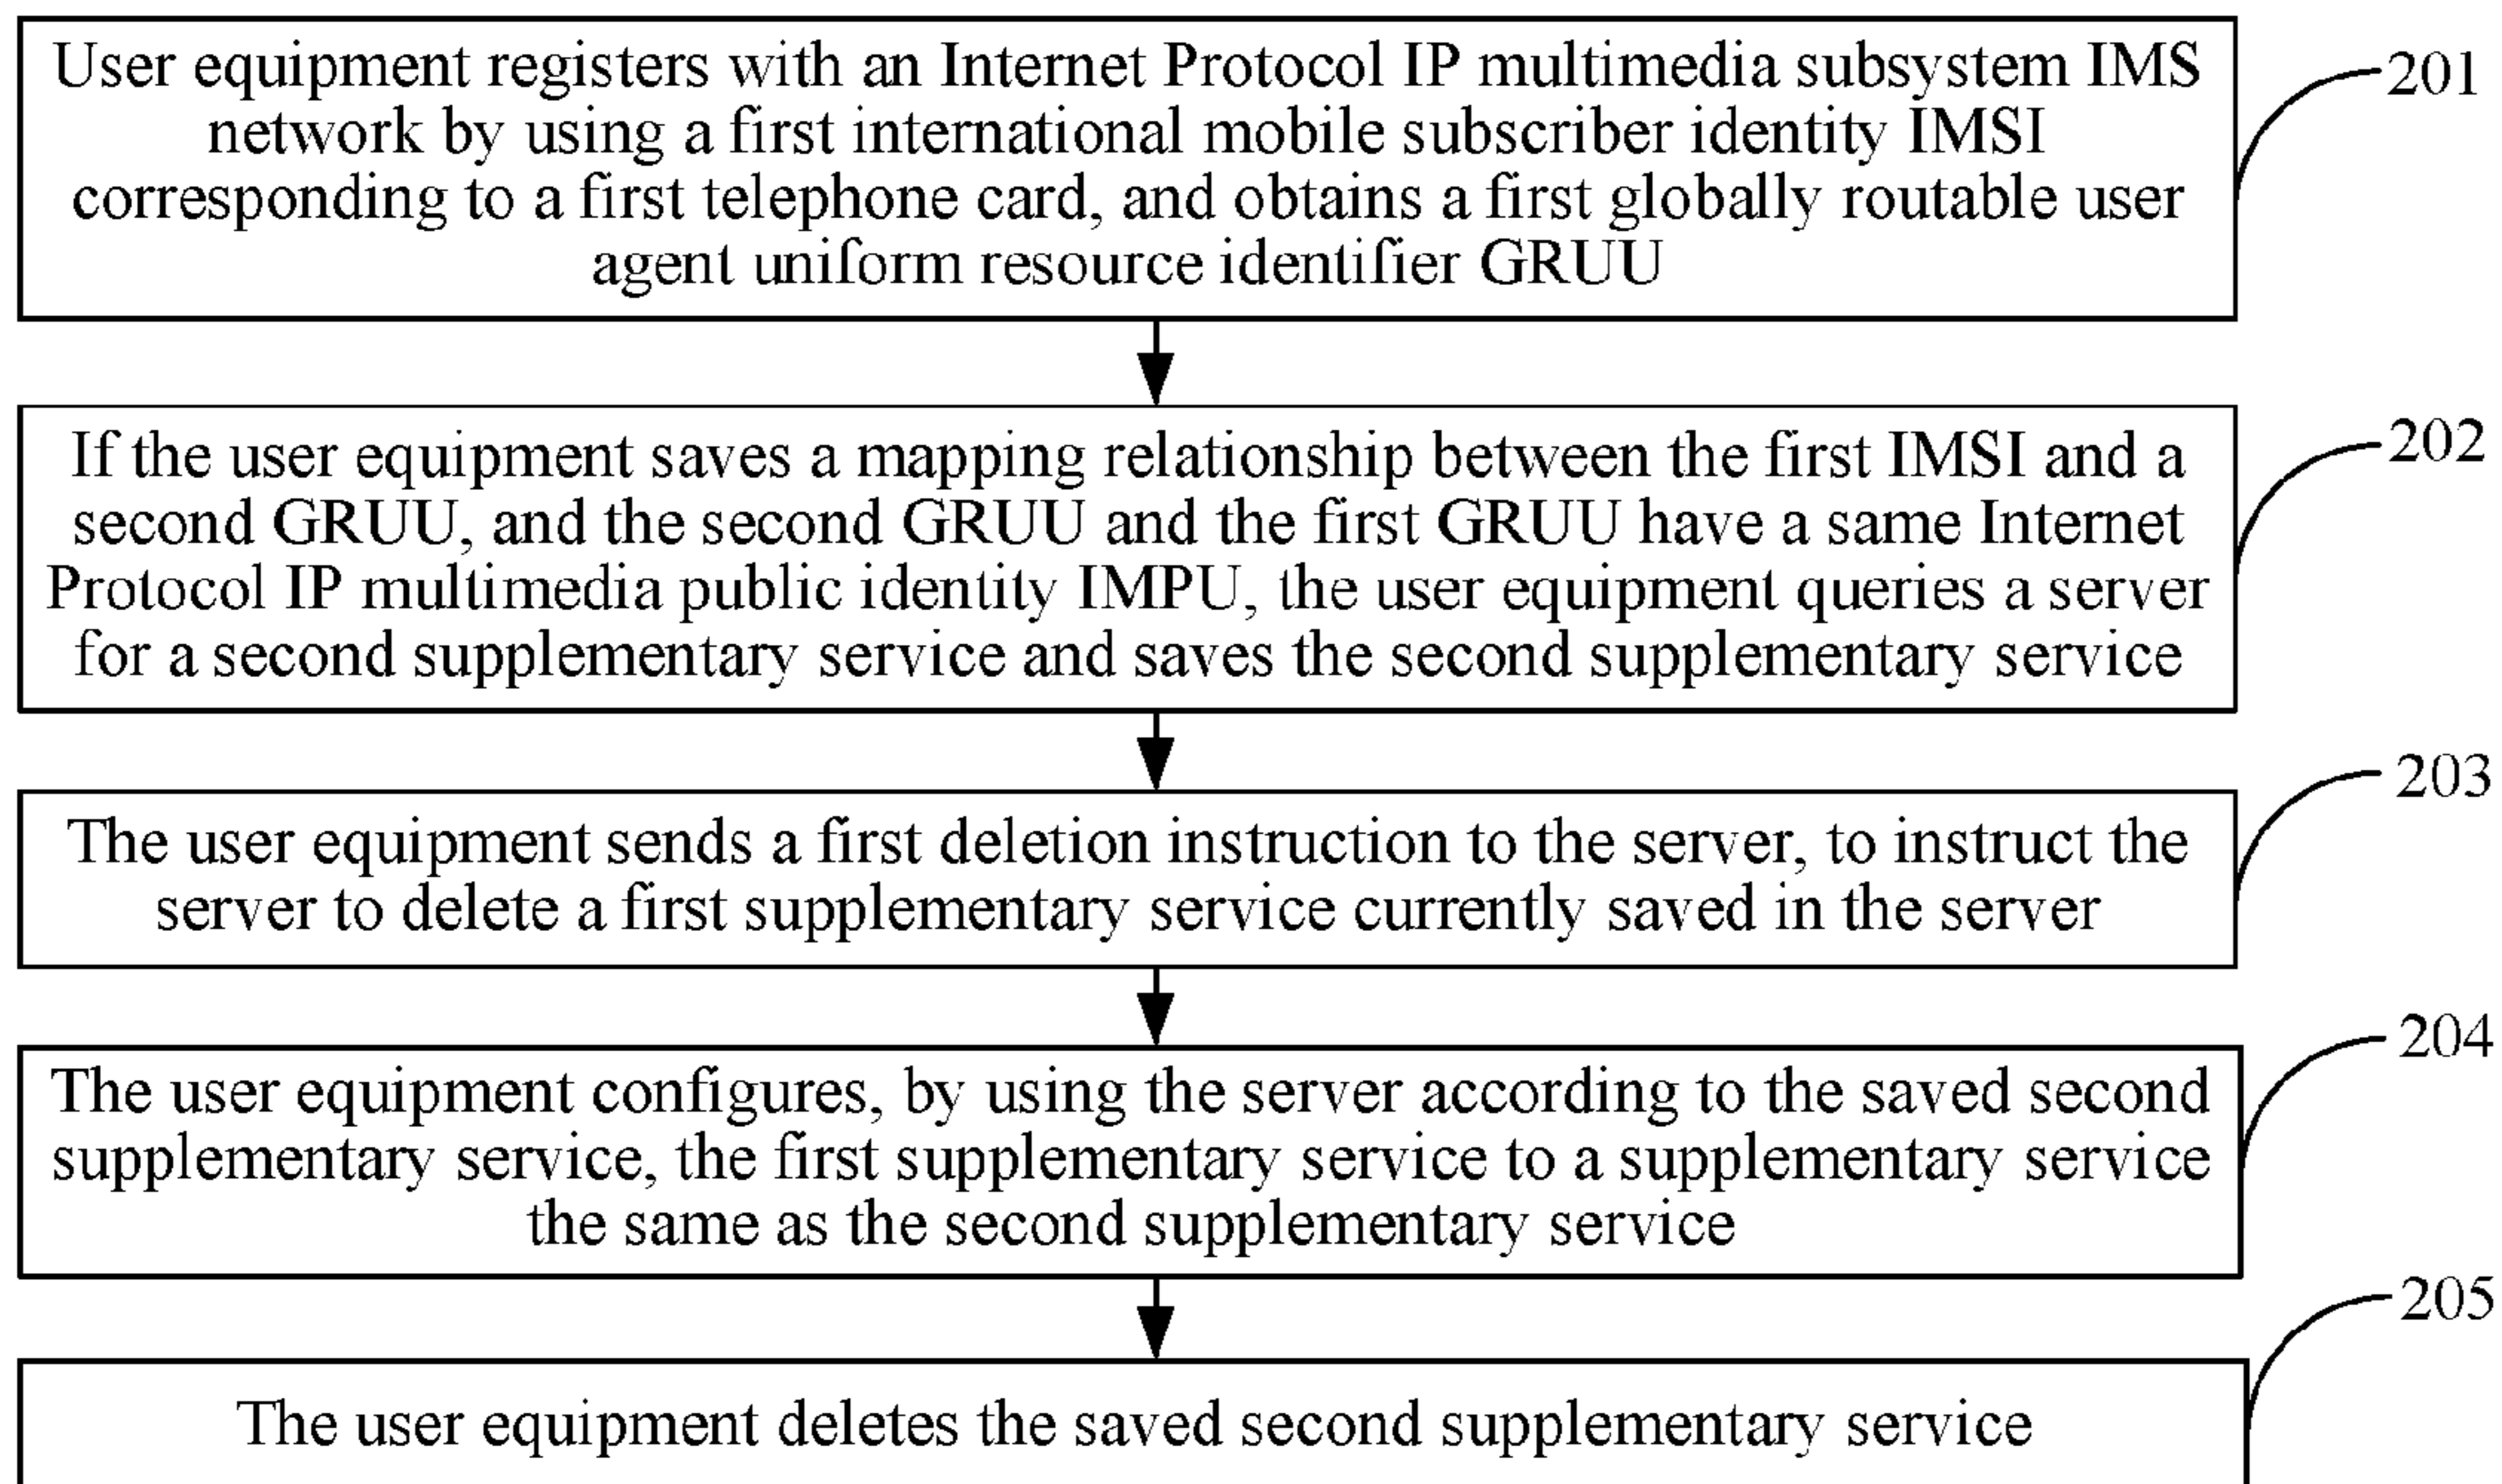 User equipment registers with an Internet Protocol IP multimedia subsystem IMS
network by using a first international mobile subscriber identity IMSI
corresponding to a first telephone card, and obtains a first globally routable user
agent uniform resource identifier GRUU
201
If the user equipment saves a mapping relationship between the first IMSI and a
second GRUU, and the second GRUU and the first GRUU have a same Internet
Protocol IP multimedia public identity IMPU, the user equipment queries a server
for a second supplementary service and saves the second supplementary service
202
The user equipment sends a first deletion instruction to the server, to instruct the
server to delete a first supplementary service currently saved in the server
203
The user equipment configures, by using the server according to the saved second
supplementary service, the first supplementary service to a supplementary service
the same as the second supplementary service
204
The user equipment deletes the saved second supplementary service
205